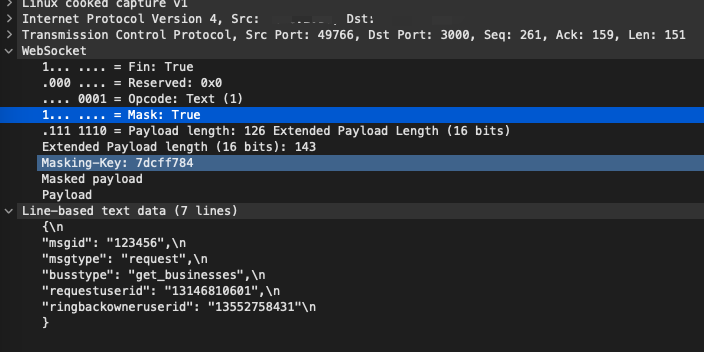 Linux cooked capture v1
Internet Protocol Version 4, Src: , Dst:
Transmission Control Protocol, Src Port: 49766, Dst Port: 3000, Seq: 261, Ack: 159, Len: 151
WebSocket
1... .... = Fin: True
.000 .... = Reserved: 0x0
.... 0001 = Opcode: Text (1)
1... .... = Mask: True
.111 1110 = Payload length: 126 Extended Payload Length (16 bits)
Extended Payload length (16 bits): 143
Masking-Key: 7dcff784
Masked payload
Payload
Line-based text data (7 lines)
{\n
"msgid": "123456",\n
"msgtype": "request",\n
"busstype": "get_businesses",\n
"requestuserid": "13146810601",\n
"ringbackowneruserid": "13552758431"\n
}